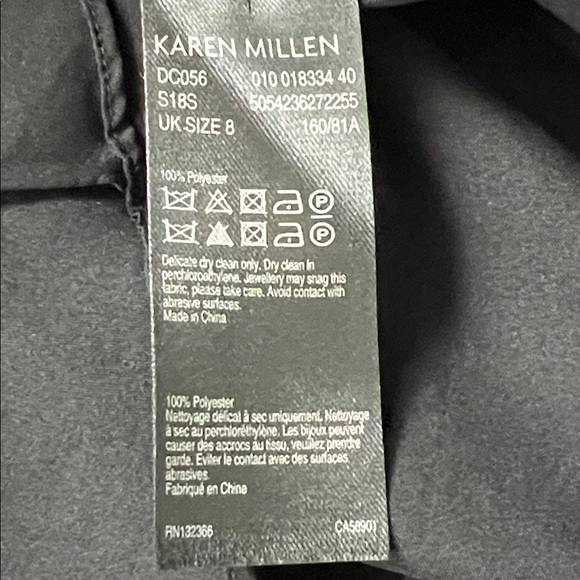 KAREN MILLEN
DC056 010 018334 40
S18S 5054236272255
UK SIZE 8 160/81A
100% Polyester
P
P
Delicate dry clean only. Dry clean in
perchloroethylene. Jewellery may snag this
fabric, please take care. Avoid contact with
abrasive surfaces.
Made in China
100% Polyester
Nettoyage délicat à sec uniquement. Nettoyage
à sec au perchloréthylène. Les bijoux peuvent
causer des accrocs au tissu, veuillez prendre
garde. Eviter le contact avec des surfaces
abrasives.
Fabriqué en China
RN132366 CA58901